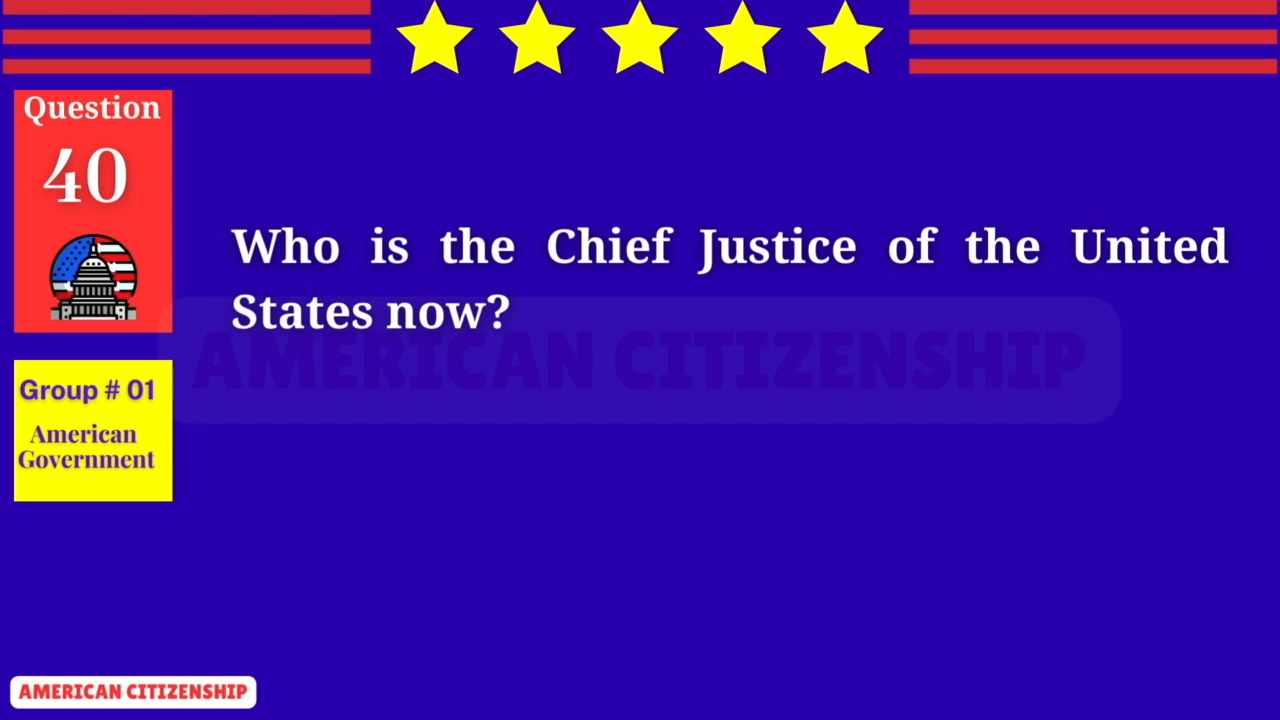 Question
40
Who is the Chief Justice of the United
States now?
AMERICAN CITIZENSHIP
Group # 01
American
Government
AMERICAN CITIZENSHIP